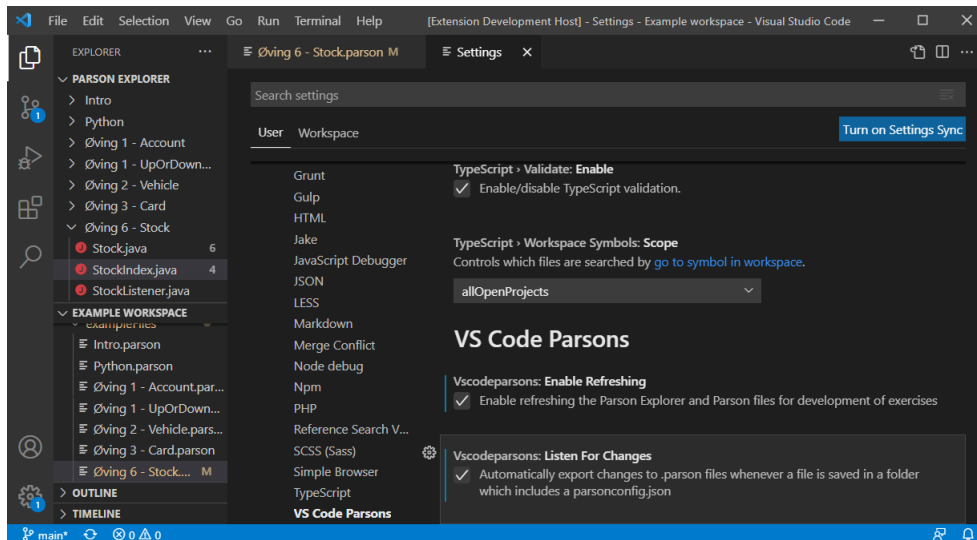 File Edit Selection View Go Run Terminal Help [Extension Development Host] - Settings - Example workspace - Visual Studio Code
EXPLORER
PARSON EXPLORER
Intro
Python
Øving 1 - Account
Øving 1 - UpOrDown...
Øving 2 - Vehicle
Øving 3 - Card
Øving 6 - Stock
Stock.java 6
StockIndex.java 4
StockListener.java
EXAMPLE WORKSPACE
exampleFiles
Intro.parson
Python.parson
Øving 1 - Account.par...
Øving 1 - UpOrDown...
Øving 2 - Vehicle.pars...
Øving 3 - Card.parson
Øving 6 - Stock.... M
OUTLINE
TIMELINE
1
1
Øving 6 - Stock.parson M
Settings
Search settings
User Workspace
Turn on Settings Sync
Grunt
Gulp
HTML
Jake
JavaScript Debugger
JSON
LESS
Markdown
Merge Conflict
Node debug
Npm
PHP
Reference Search V...
SCSS (Sass)
Simple Browser
TypeScript
VS Code Parsons
TypeScript › Validate: Enable
Enable/disable TypeScript validation.
TypeScript › Workspace Symbols: Scope
Controls which files are searched by go to symbol in workspace.
allOpenProjects
VS Code Parsons
Vscodeparsons: Enable Refreshing
Enable refreshing the Parson Explorer and Parson files for development of exercises
Vscodeparsons: Listen For Changes
Automatically export changes to .parson files whenever a file is saved in a folder
which includes a parsonconfig.json
main* 0 0